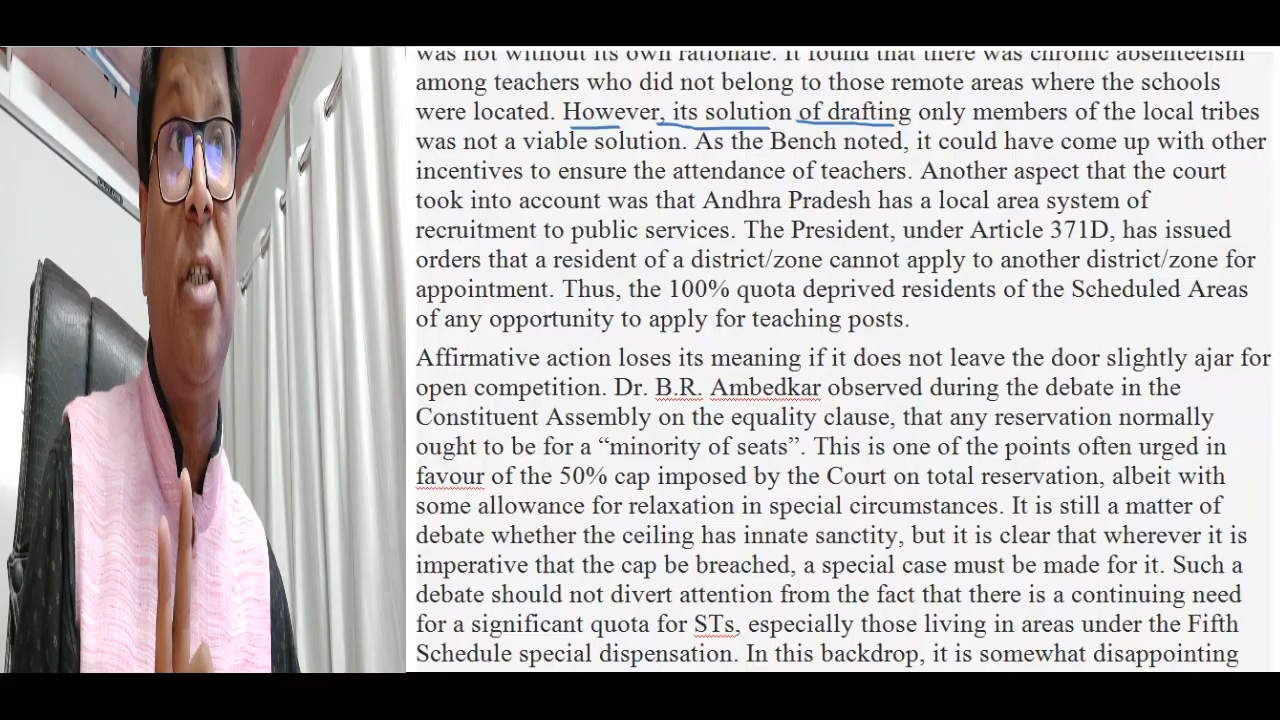 was not without its own rationale. It found that there was chronic absenteeism
among teachers who did not belong to those remote areas where the schools
were located. However, its solution of drafting only members of the local tribes
was not a viable solution. As the Bench noted, it could have come up with other
incentives to ensure the attendance of teachers. Another aspect that the court
took into account was that Andhra Pradesh has a local area system of
recruitment to public services. The President, under Article 371D, has issued
orders that a resident of a district/zone cannot apply to another district/zone for
appointment. Thus, the 100% quota deprived residents of the Scheduled Areas
of any opportunity to apply for teaching posts.
Affirmative action loses its meaning if it does not leave the door slightly ajar for
open competition. Dr. B.R. Ambedkar observed during the debate in the
Constituent Assembly on the equality clause, that any reservation normally
ought to be for a “minority of seats”. This is one of the points often urged in
favour of the 50% cap imposed by the Court on total reservation, albeit with
some allowance for relaxation in special circumstances. It is still a matter of
debate whether the ceiling has innate sanctity, but it is clear that wherever it is
imperative that the cap be breached, a special case must be made for it. Such a
debate should not divert attention from the fact that there is a continuing need
for a significant quota for STs, especially those living in areas under the Fifth
Schedule special dispensation. In this backdrop, it is somewhat disappointing